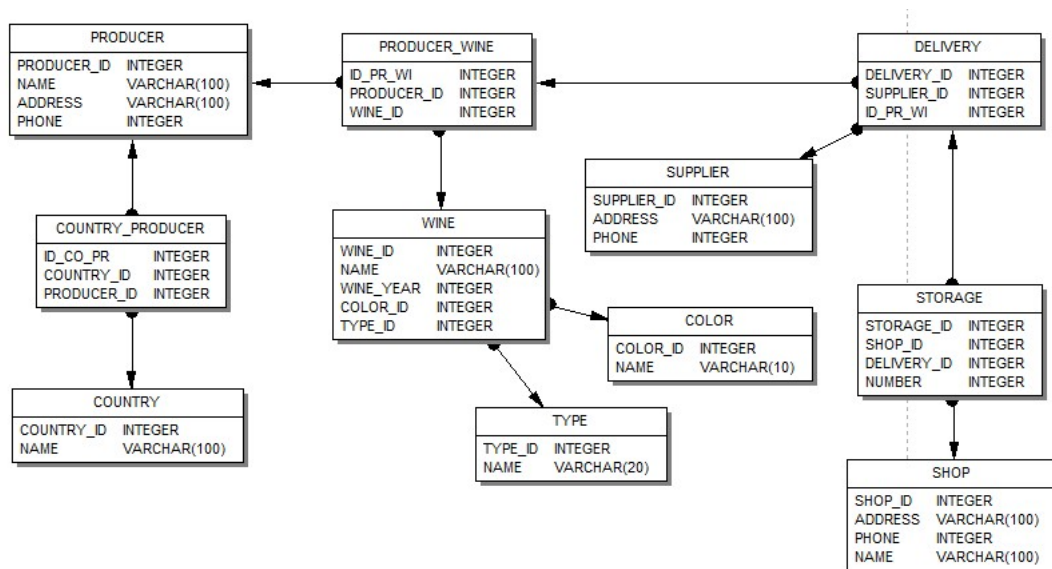 PRODUCER
PRODUCER_ID INTEGER
NAME VARCHAR(100)
ADDRESS VARCHAR(100)
PHONE INTEGER
PRODUCER_WINE
ID_PR_WI INTEGER
PRODUCER_ID INTEGER
WINE_ID INTEGER
DELIVERY
DELIVERY_ID INTEGER
SUPPLIER_ID INTEGER
ID_PR_WI INTEGER
SUPPLIER
SUPPLIER_ID INTEGER
ADDRESS VARCHAR(100)
PHONE INTEGER
COUNTRY_PRODUCER
ID_CO_PR INTEGER
COUNTRY_ID INTEGER
PRODUCER_ID INTEGER
WINE
WINE_ID INTEGER
NAME VARCHAR(100)
WINE_YEAR INTEGER
COLOR_ID INTEGER
TYPE_ID INTEGER
COLOR
COLOR_ID INTEGER
NAME VARCHAR(10)
STORAGE
STORAGE_ID INTEGER
SHOP_ID INTEGER
DELIVERY_ID INTEGER
NUMBER INTEGER
COUNTRY
COUNTRY_ID INTEGER
NAME VARCHAR(100)
TYPE
TYPE_ID INTEGER
NAME VARCHAR(20)
SHOP
SHOP_ID INTEGER
ADDRESS VARCHAR(100)
PHONE INTEGER
NAME VARCHAR(100)